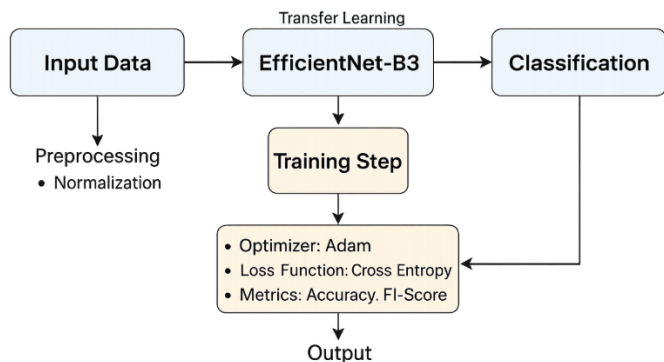 Transfer Learning
Input Data
EfficientNet-B3
Classification
Preprocessing
• Normalization
Training Step
• Optimizer: Adam
• Loss Function: Cross Entropy
• Metrics: Accuracy. FI-Score
Output